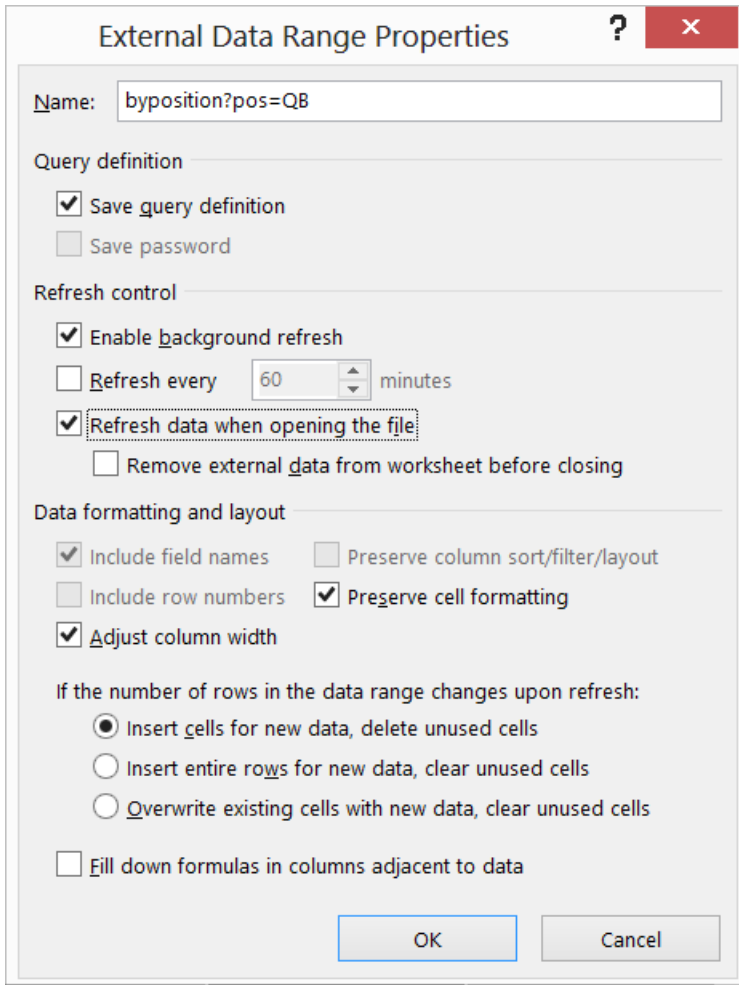 External Data Range Properties ?
Name: byposition?pos=QB
Query definition
Save query definition
Save password
Refresh control
Enable background refresh
Refresh every 60 minutes
Refresh data when opening the file
Remove external data from worksheet before closing
Data formatting and layout
Include field names Preserve column sort/filter/layout
Include row numbers Preserve cell formatting
Adjust column width
If the number of rows in the data range changes upon refresh:
Insert cells for new data, delete unused cells
Insert entire rows for new data, clear unused cells
Overwrite existing cells with new data, clear unused cells
Fill down formulas in columns adjacent to data
OK Cancel